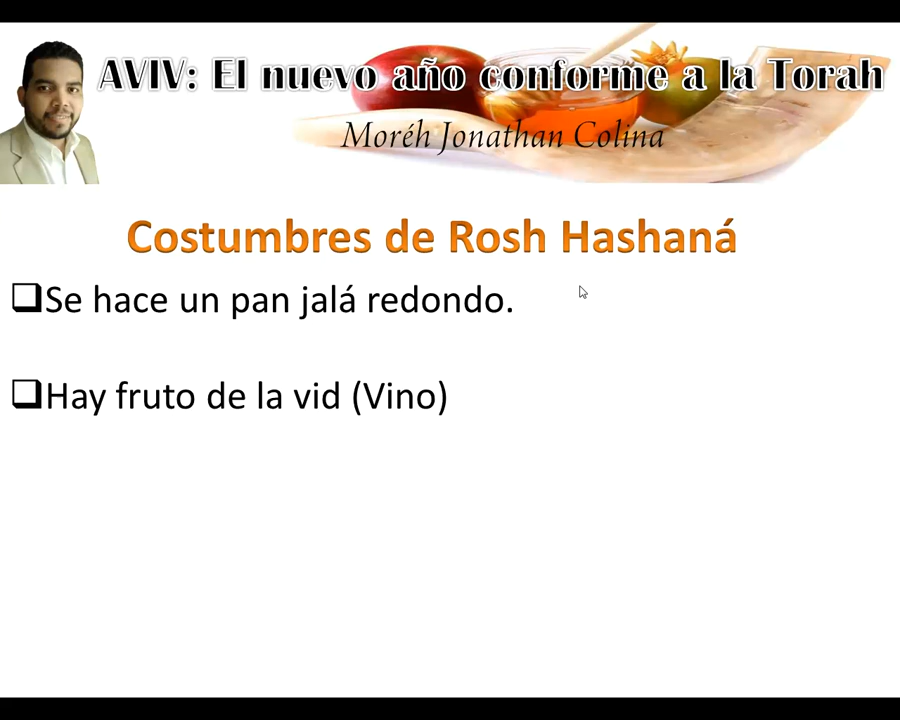 AVIV: El nuevo año conforme a la Torah
Moréh Jonathan Colina
Costumbres de Rosh Hashaná
Se hace un pan jalá redondo.
Hay fruto de la vid (Vino)